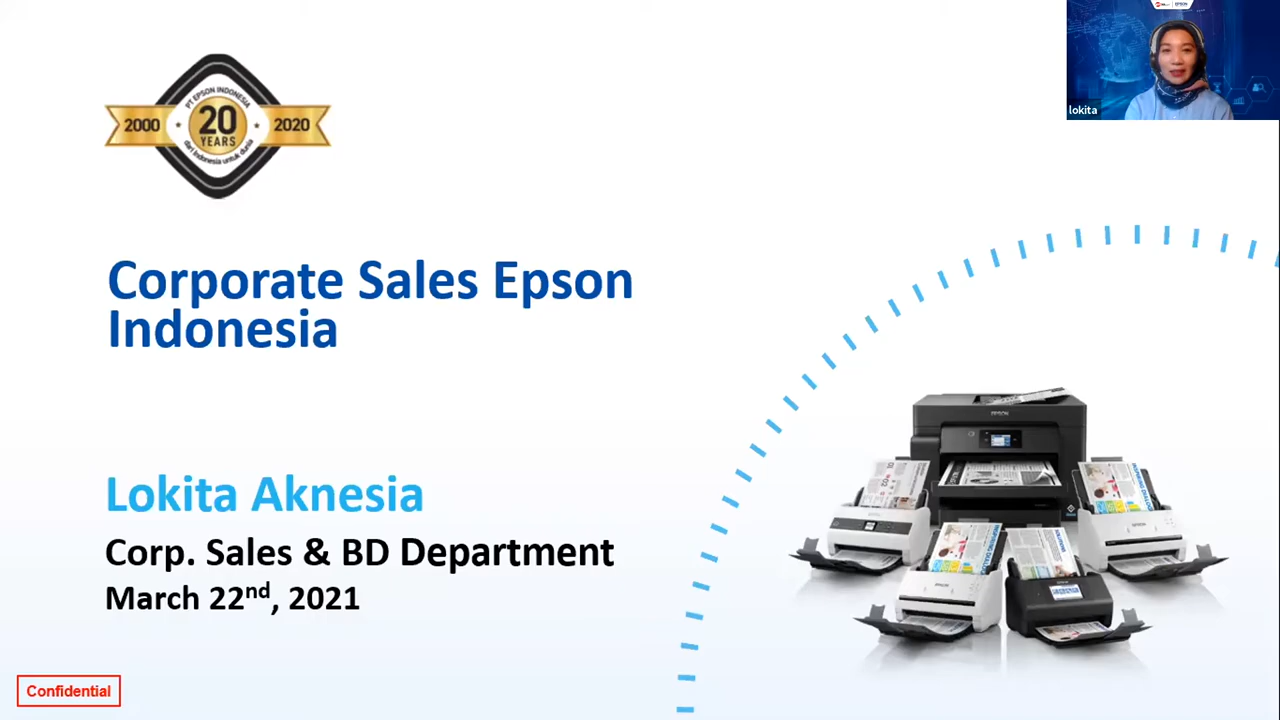 PT EPSON INDONESIA
2000
20
2020
YEARS
dari Indonesia untuk dunia
EPSON
lokita
Corporate Sales Epson
Indonesia
EPSON
Lokita Aknesia
Corp. Sales & BD Department
March 22nd, 2021
Confidential